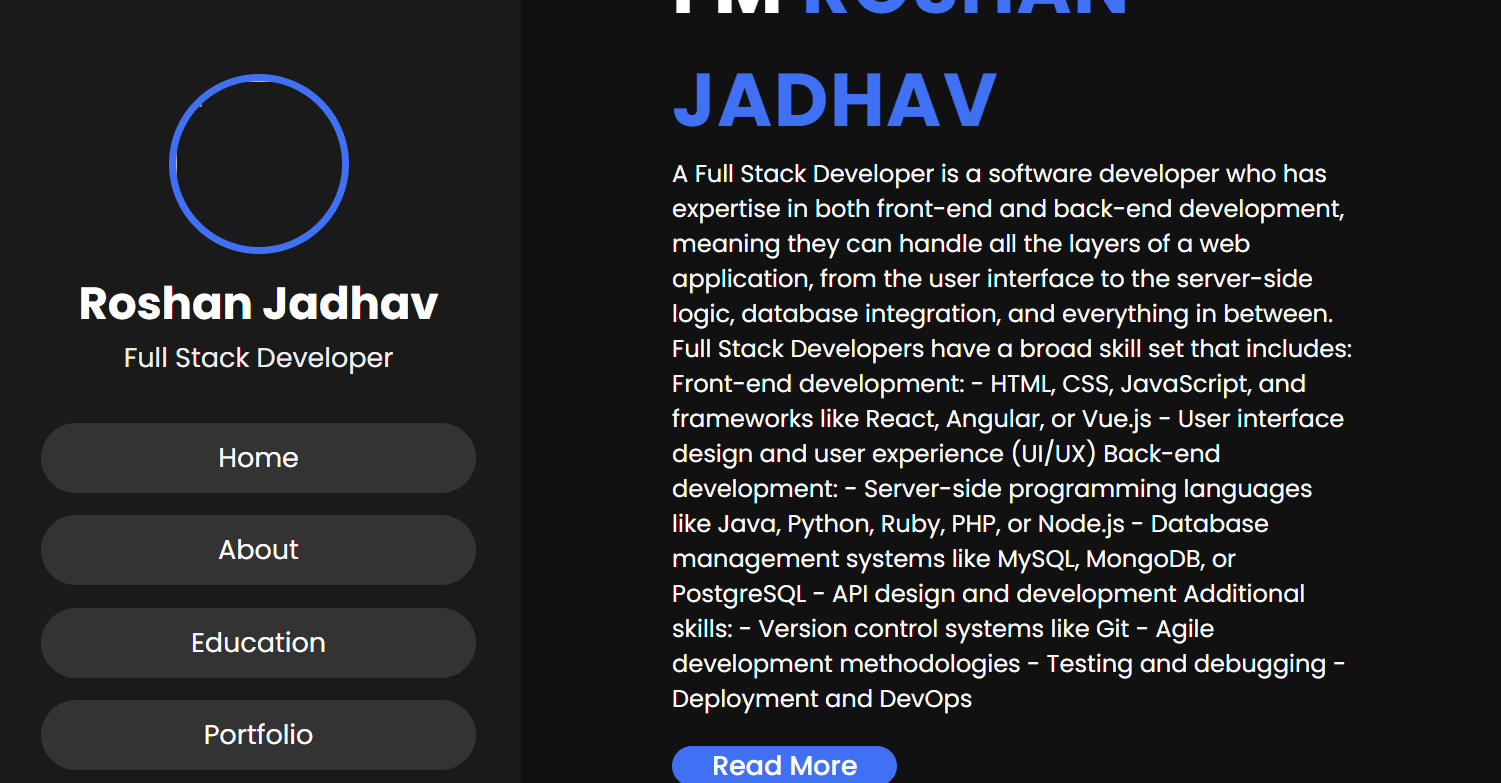 Roshan Jadhav
Full Stack Developer
Home
About
Education
Portfolio
I'M ROSHAN
JADHAV
A Full Stack Developer is a software developer who has
expertise in both front-end and back-end development,
meaning they can handle all the layers of a web
application, from the user interface to the server-side
logic, database integration, and everything in between.
Full Stack Developers have a broad skill set that includes:
Front-end development: - HTML, CSS, JavaScript, and
frameworks like React, Angular, or Vue.js - User interface
design and user experience (UI/UX) Back-end
development: - Server-side programming languages
like Java, Python, Ruby, PHP, or Node.js - Database
management systems like MySQL, MongoDB, or
PostgreSQL - API design and development Additional
skills: - Version control systems like Git - Agile
development methodologies - Testing and debugging -
Deployment and DevOps
Read More